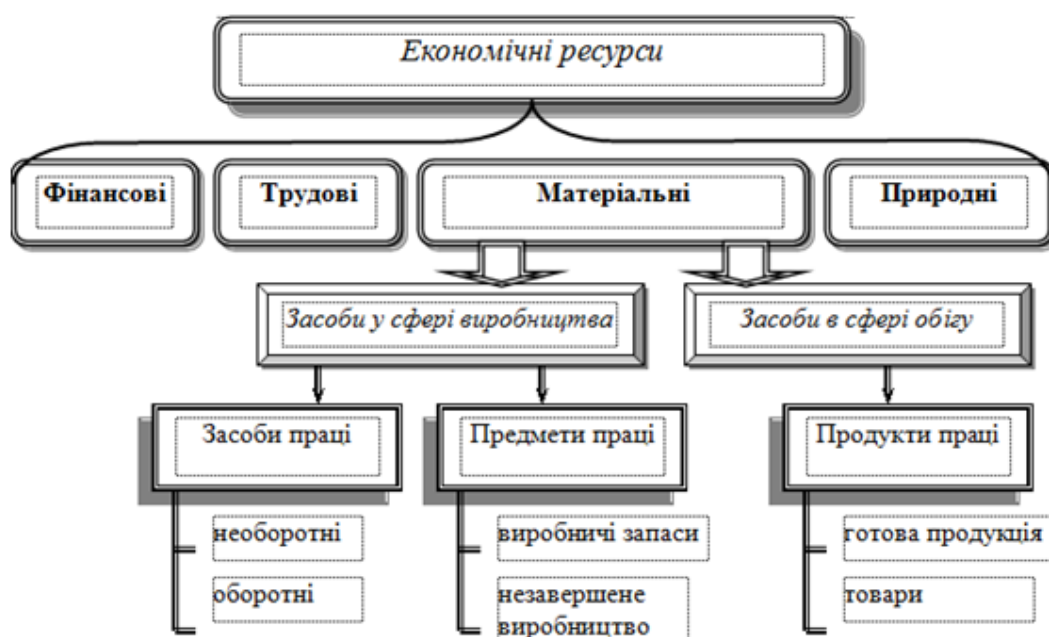 Економічні ресурси
Фінансові
Трудові
Матеріальні
Природні
Засоби у сфері виробництва
Засоби в сфері обігу
Засоби праці
Предмети праці
Продукти праці
необоротні
виробничі запаси
готова продукція
оборотні
незавершене
виробництво
товари